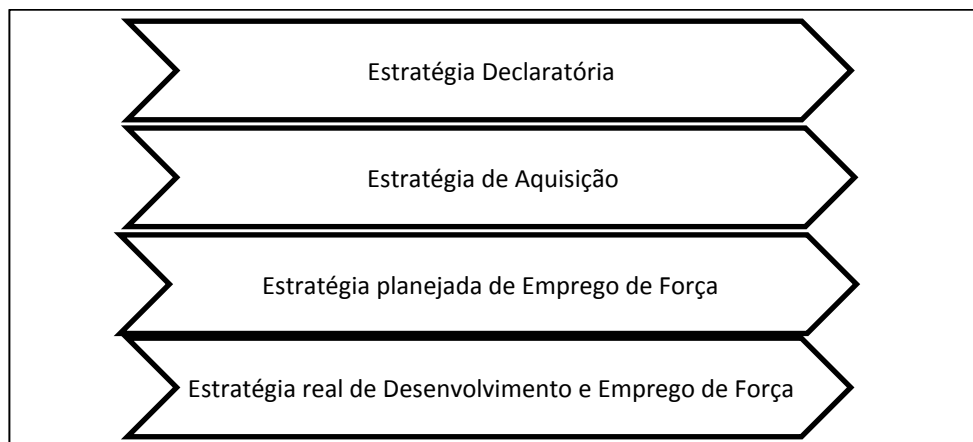 Estratégia Declaratória
Estratégia de Aquisição
Estratégia planejada de Emprego de Força
Estratégia real de Desenvolvimento e Emprego de Força